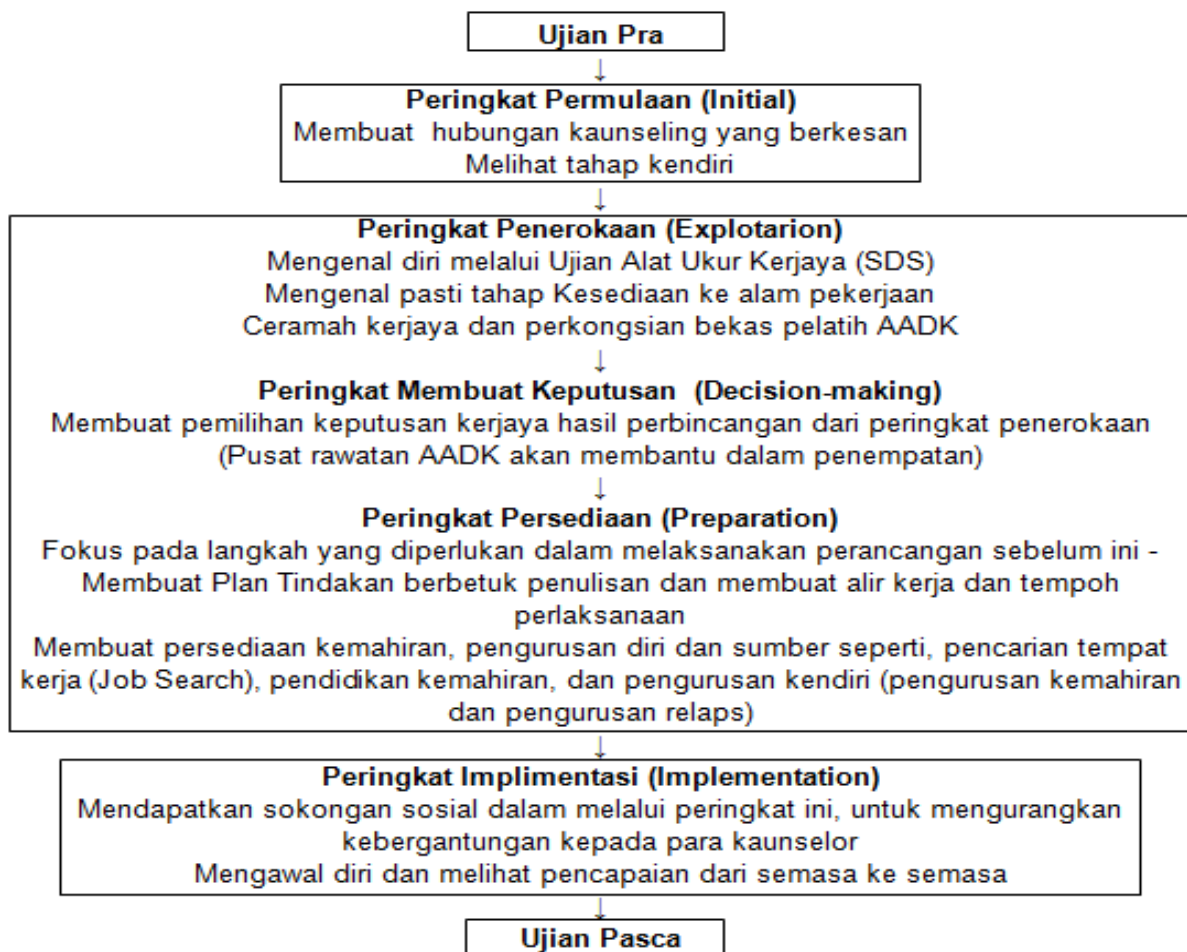 Ujian Pra
↓
Peringkat Permulaan (Initial)
Membuat hubungan kaunseling yang berkesan
Melihat tahap kendiri
↓
Peringkat Penerokaan (Explotarion)
Mengenal diri melalui Ujian Alat Ukur Kerjaya (SDS)
Mengenal pasti tahap Kesediaan ke alam pekerjaan
Ceramah kerjaya dan perkongsian bekas pelatih AADK
↓
Peringkat Membuat Keputusan (Decision-making)
Membuat pemilihan keputusan kerjaya hasil perbincangan dari peringkat penerokaan
(Pusat rawatan AADK akan membantu dalam penempatan)
↓
Peringkat Persediaan (Preparation)
Fokus pada langkah yang diperlukan dalam melaksanakan perancangan sebelum ini -
Membuat Plan Tindakan berbetuk penulisan dan membuat alir kerja dan tempoh
perlaksanaan
Membuat persediaan kemahiran, pengurusan diri dan sumber seperti, pencarian tempat
kerja (Job Search), pendidikan kemahiran, dan pengurusan kendiri (pengurusan kemahiran
dan pengurusan relaps)
↓
Peringkat Implimentasi (Implementation)
Mendapatkan sokongan sosial dalam melalui peringkat ini, untuk mengurangkan
kebergantungan kepada para kaunselor
Mengawal diri dan melihat pencapaian dari semasa ke semasa
↓
Ujian Pasca